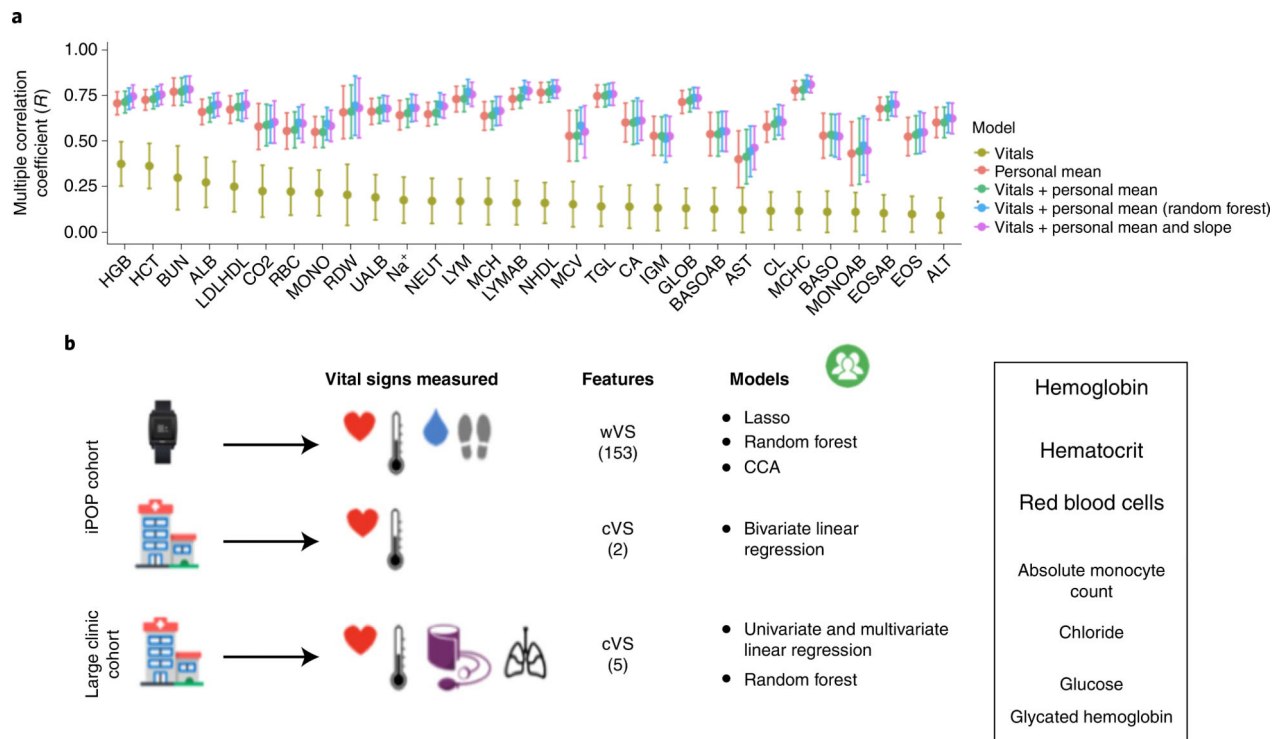 a
1.00
0.75
0.50
0.25
0.00
Multiple correlation
coefficient (R)
HGB
HCT
BUN
ALB
LDLHDL
CO2
RBC
MONO
RDW
UALB
Na⁺
NEUT
LYM
MCH
LYMAB
NHDL
MCV
TGL
CA
IGM
GLOB
BASOAB
AST
CL
MCHC
BASO
MONOAB
EOSAB
EOS
ALT
Model
Vitals
Personal mean
Vitals + personal mean
Vitals + personal mean (random forest)
Vitals + personal mean and slope
b
Vital signs measured
Features
Models
iPOP cohort
wVS
(153)
Lasso
Random forest
CCA
cVS
(2)
Bivariate linear
regression
Large clinic
cohort
cVS
(5)
Univariate and multivariate
linear regression
Random forest
Hemoglobin
Hematocrit
Red blood cells
Absolute monocyte
count
Chloride
Glucose
Glycated hemoglobin